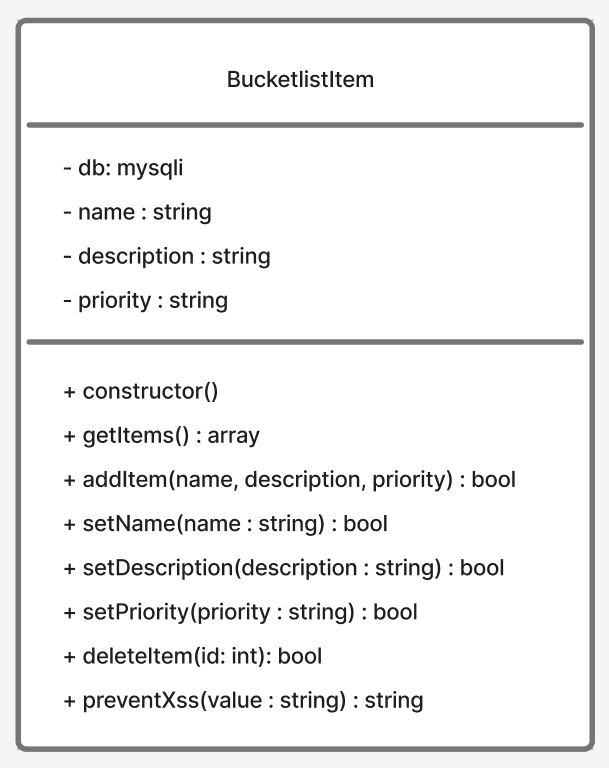 BucketlistItem
- db: mysqli
- name : string
- description : string
- priority : string
+ constructor()
+ getItems() : array
+ addItem(name, description, priority) : bool
+ setName(name : string) : bool
+ setDescription(description : string) : bool
+ setPriority(priority : string) : bool
+ deleteItem(id: int): bool
+ preventXss(value : string) : string